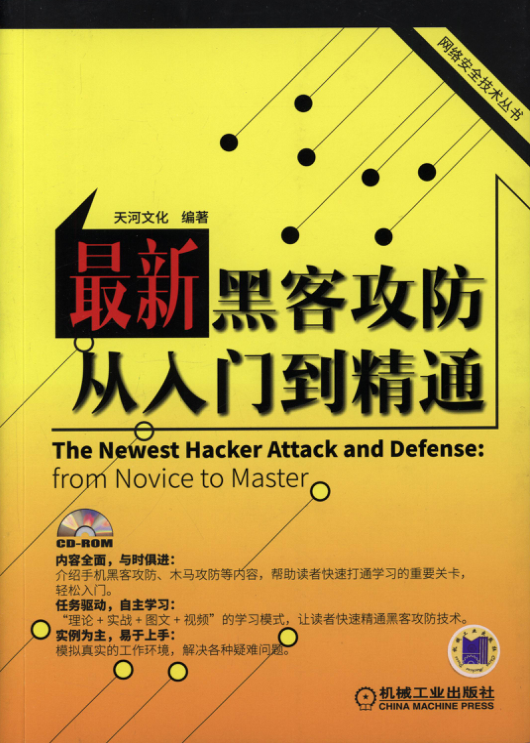 网络安全技术丛书
天河文化 编著
最新黑客攻防
从入门到精通
The Newest Hacker Attack and Defense:
from Novice to Master
CD-ROM
内容全面，与时俱进：
介绍手机黑客攻防、木马攻防等内容，帮助读者快速打通学习的重要关卡，
轻松入门。
任务驱动，自主学习：
“理论 + 实战 + 图文 + 视频”的学习模式，让读者快速精通黑客攻防技术。
实例为主，易于上手：
模拟真实的工作环境，解决各种疑难问题。
机械工业出版社
CHINA MACHINE PRESS